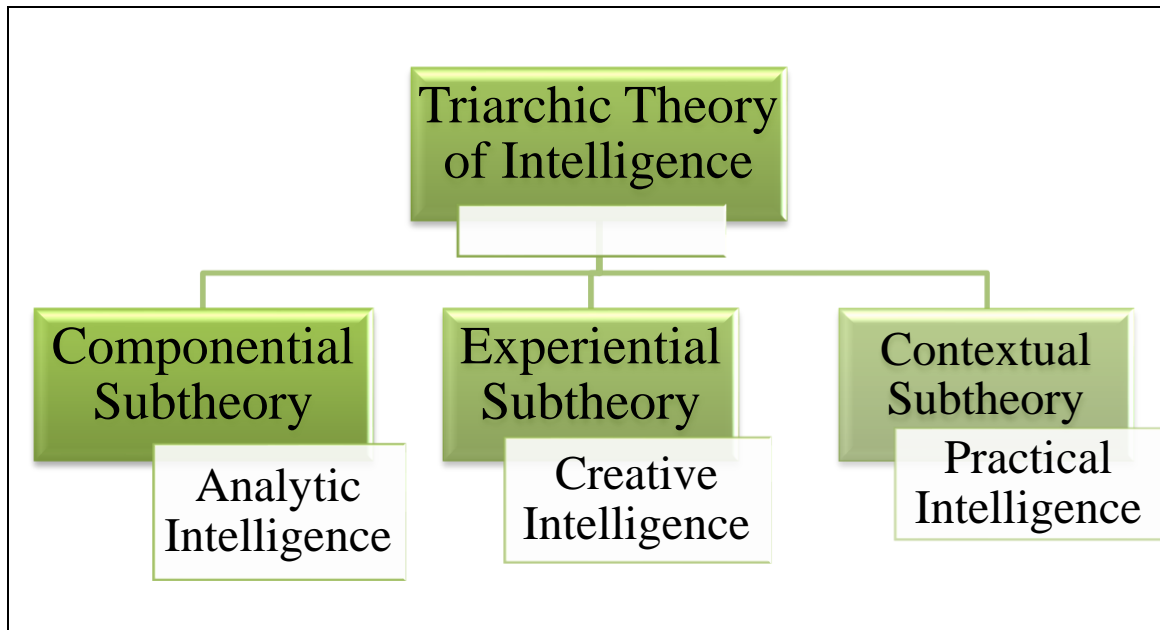 Triarchic Theory
of Intelligence
Componential
Subtheory
Analytic
Intelligence
Experiential
Subtheory
Creative
Intelligence
Contextual
Subtheory
Practical
Intelligence